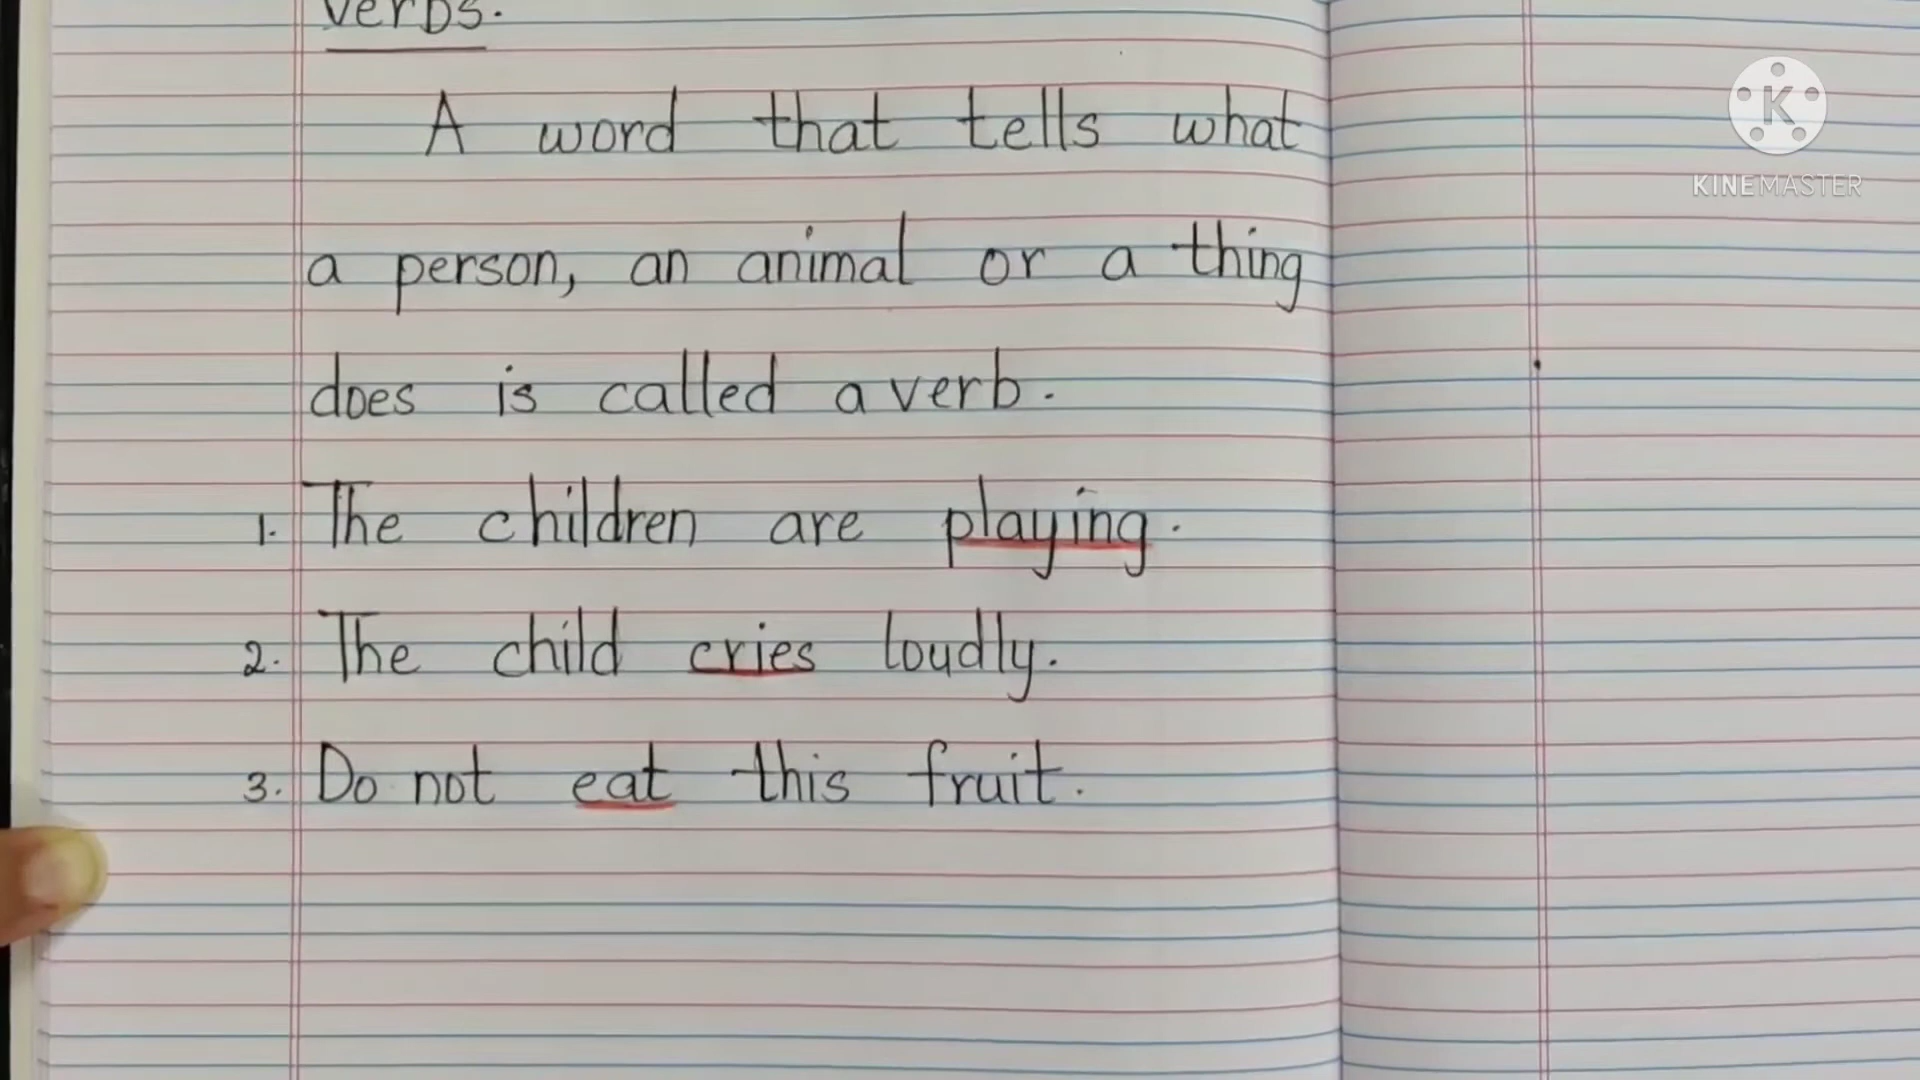 verbs.
A word that tells what
a person, an animal or a thing
does is called a verb.
1. The children are playing.
2. The child cries loudly.
3. Do not eat this fruit.
K
KINEMASTER